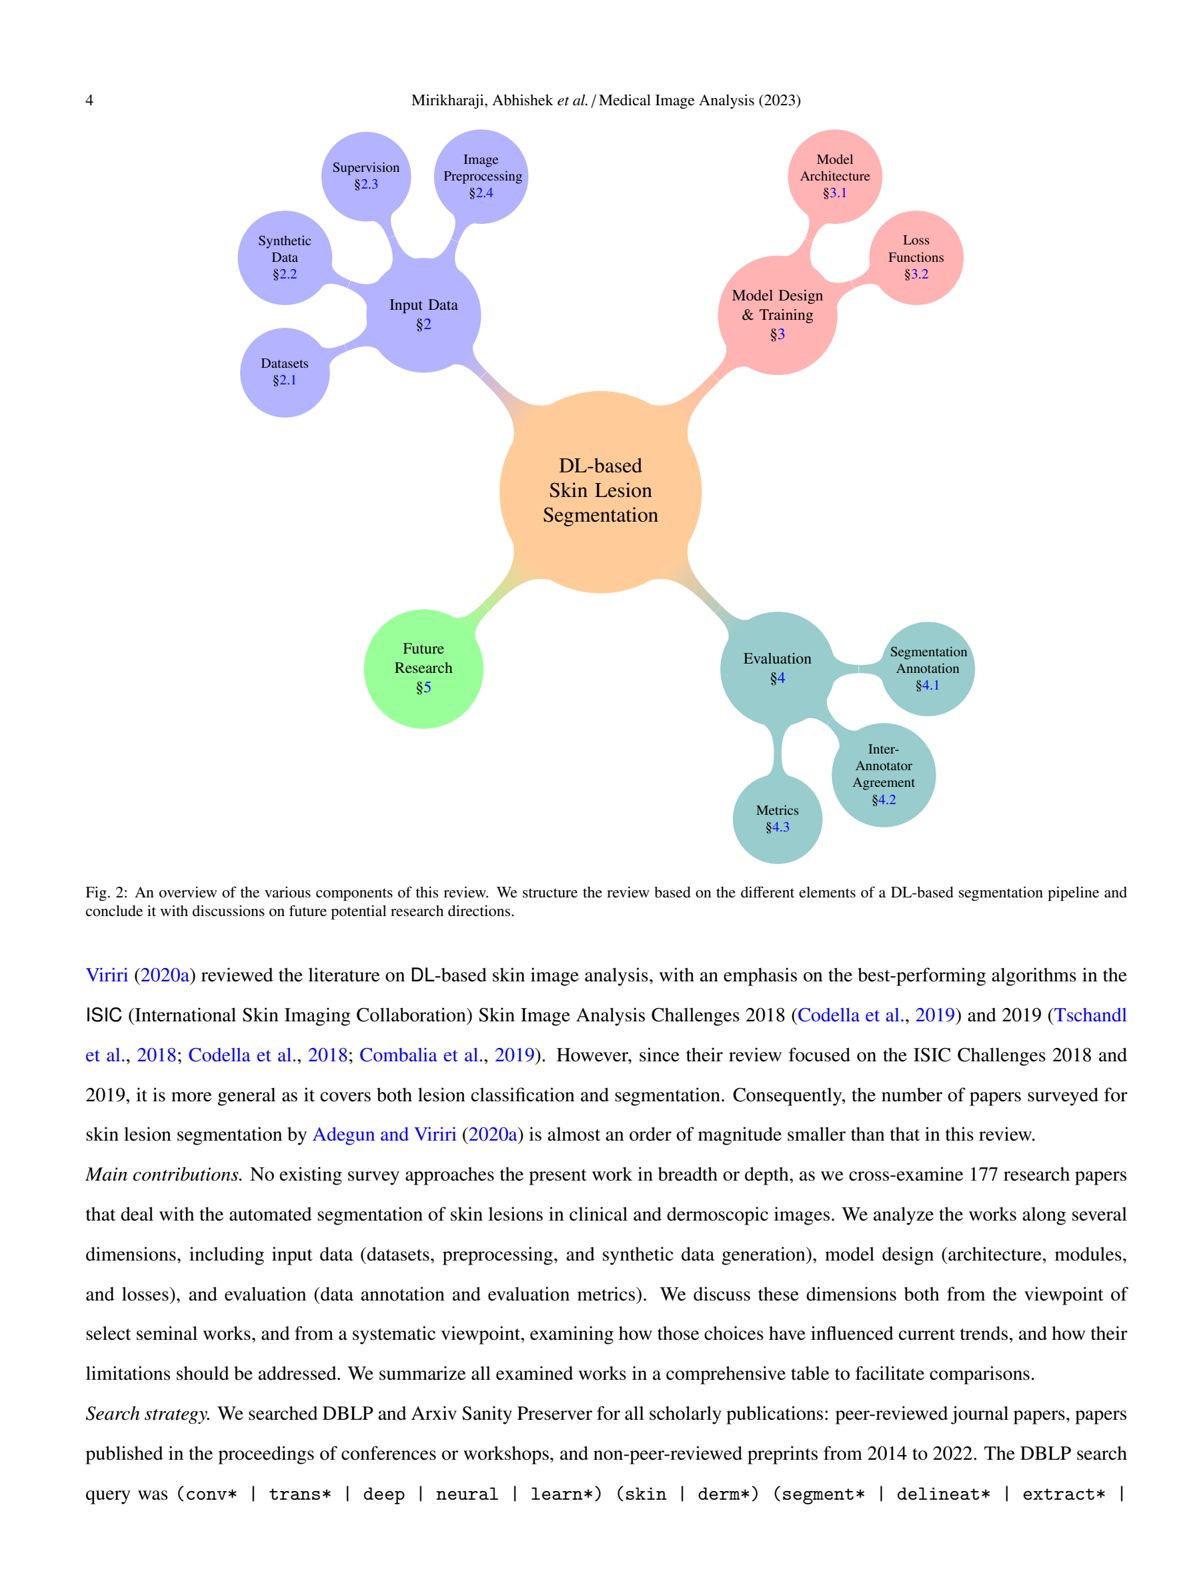 4
Mirikharaji, Abhishek et al. / Medical Image Analysis (2023)
Supervision
§2.3
Image
Preprocessing
§2.4
Synthetic
Data
§2.2
Datasets
§2.1
Input Data
§2
Model
Architecture
§3.1
Loss
Functions
§3.2
Model Design
& Training
§3
DL-based
Skin Lesion
Segmentation
Future
Research
§5
Evaluation
§4
Segmentation
Annotation
§4.1
Inter-
Annotator
Agreement
§4.2
Metrics
§4.3
Fig. 2: An overview of the various components of this review. We structure the review based on the different elements of a DL-based segmentation pipeline and
conclude it with discussions on future potential research directions.
Viriri (2020a) reviewed the literature on DL-based skin image analysis, with an emphasis on the best-performing algorithms in the
ISIC (International Skin Imaging Collaboration) Skin Image Analysis Challenges 2018 (Codella et al., 2019) and 2019 (Tschandl
et al., 2018; Codella et al., 2018; Combalia et al., 2019). However, since their review focused on the ISIC Challenges 2018 and
2019, it is more general as it covers both lesion classification and segmentation. Consequently, the number of papers surveyed for
skin lesion segmentation by Adegun and Viriri (2020a) is almost an order of magnitude smaller than that in this review.
Main contributions. No existing survey approaches the present work in breadth or depth, as we cross-examine 177 research papers
that deal with the automated segmentation of skin lesions in clinical and dermoscopic images. We analyze the works along several
dimensions, including input data (datasets, preprocessing, and synthetic data generation), model design (architecture, modules,
and losses), and evaluation (data annotation and evaluation metrics). We discuss these dimensions both from the viewpoint of
select seminal works, and from a systematic viewpoint, examining how those choices have influenced current trends, and how their
limitations should be addressed. We summarize all examined works in a comprehensive table to facilitate comparisons.
Search strategy. We searched DBLP and Arxiv Sanity Preserver for all scholarly publications: peer-reviewed journal papers, papers
published in the proceedings of conferences or workshops, and non-peer-reviewed preprints from 2014 to 2022. The DBLP search
query was (conv* | trans* | deep | neural | learn*) (skin | derm*) (segment* | delineat* | extract* |